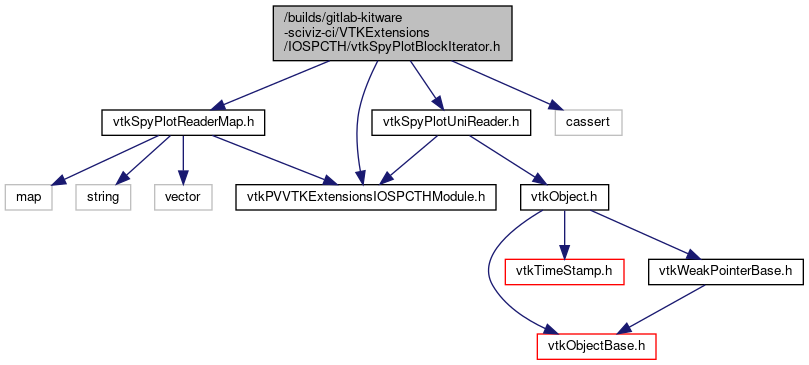 /builds/gitlab-kitware
-sciviz-ci/VTKExtensions
/IOSPCTH/vtkSpyPlotBlockIterator.h
vtkSpyPlotReaderMap.h
vtkSpyPlotUniReader.h
cassert
map
string
vector
vtkPVVTKExtensionsIOSPCTHModule.h
vtkObject.h
vtkTimeStamp.h
vtkWeakPointerBase.h
vtkObjectBase.h